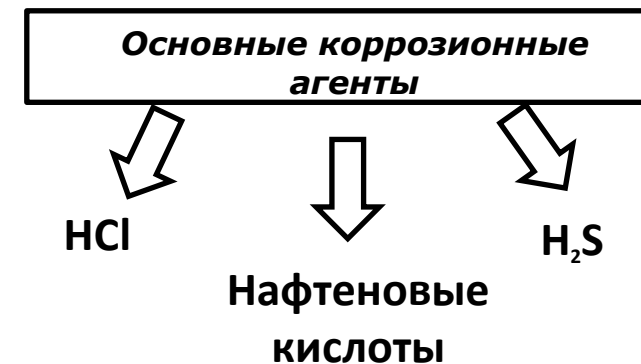 Основные коррозионные
агенты
HCl
H₂S
Нафтеновые
кислоты